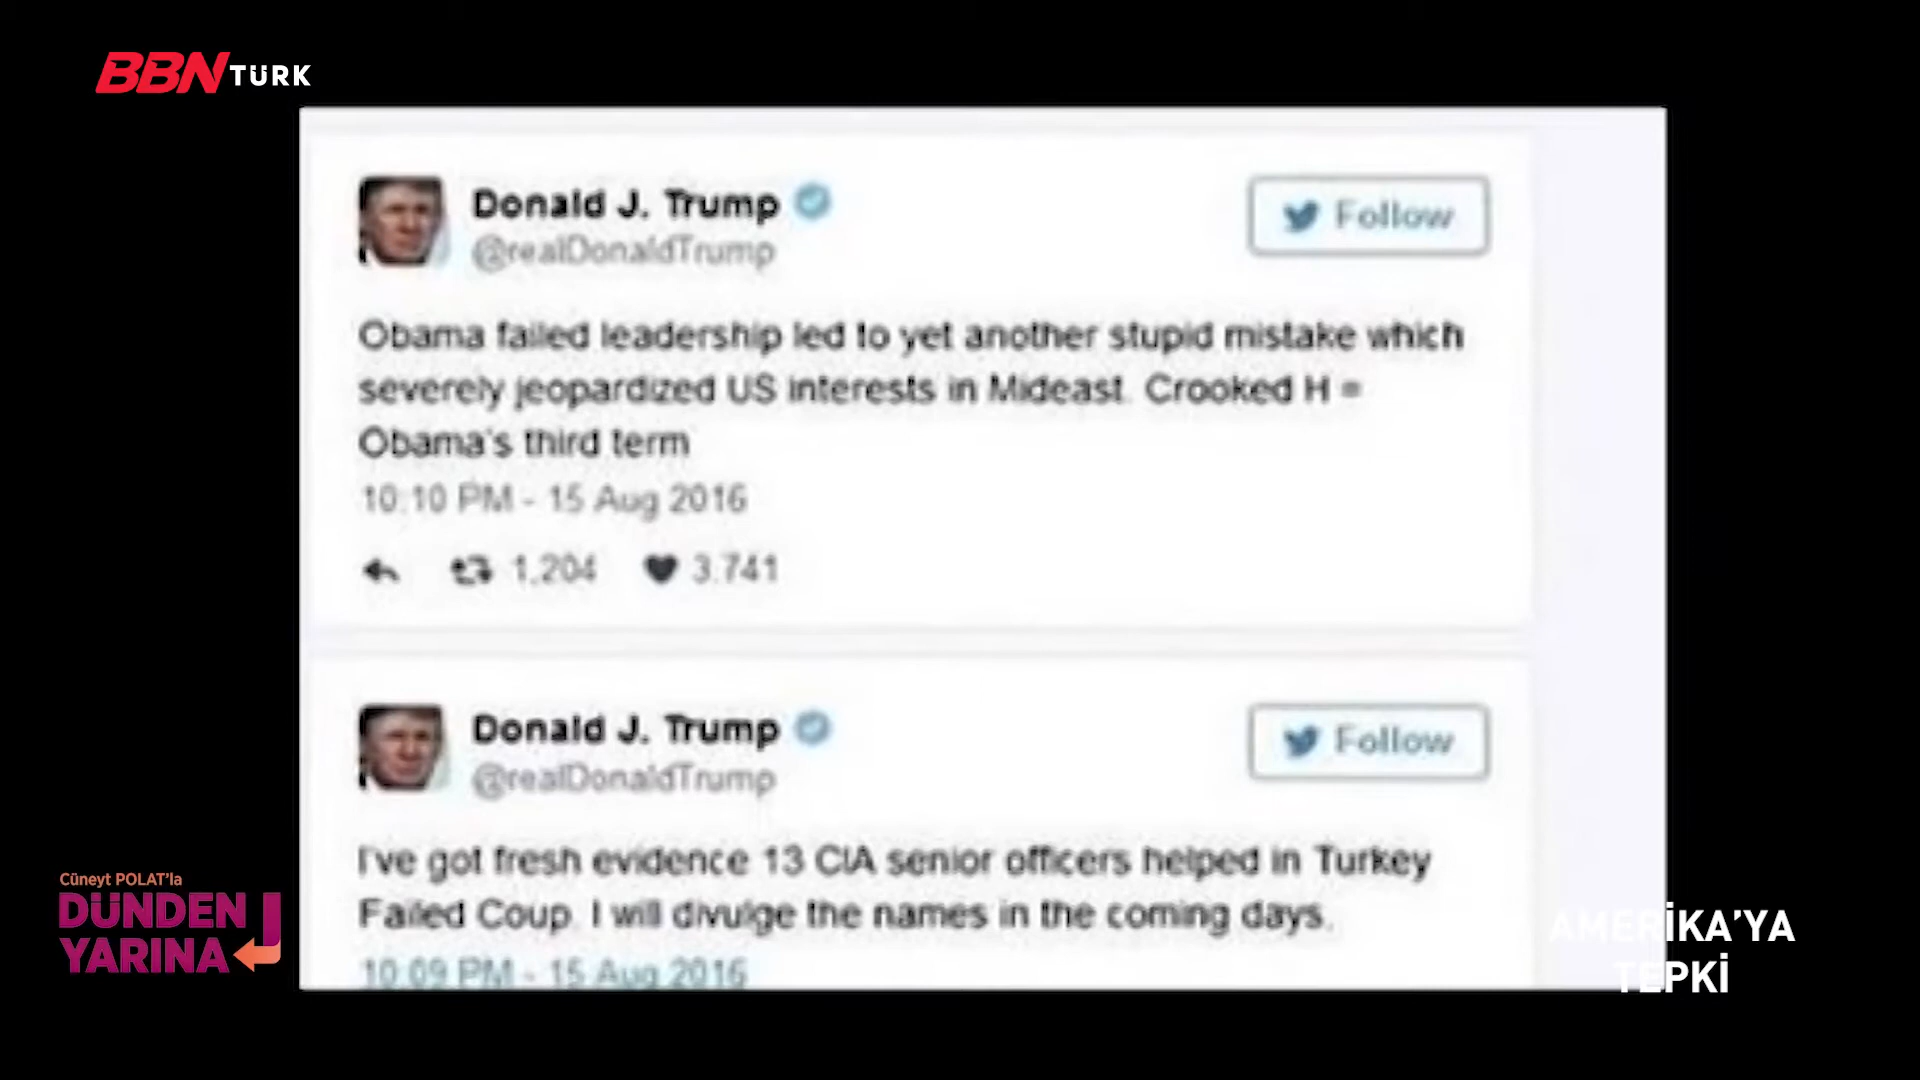 BBN TÜRK
Donald J. Trump
@realDonaldTrump
Follow
Obama failed leadership led to yet another stupid mistake which
severely jeopardized US interests in Mideast. Crooked H =
Obama's third term
10:10 PM - 15 Aug 2016
1,204 3,741
Donald J. Trump
@realDonaldTrump
Follow
I've got fresh evidence 13 CIA senior officers helped in Turkey
Failed Coup. I will divulge the names in the coming days.
10:09 PM - 15 Aug 2016
Cüneyt POLAT'la
DÜNDEN
YARINA
AMERİKA'YA
TEPKİ